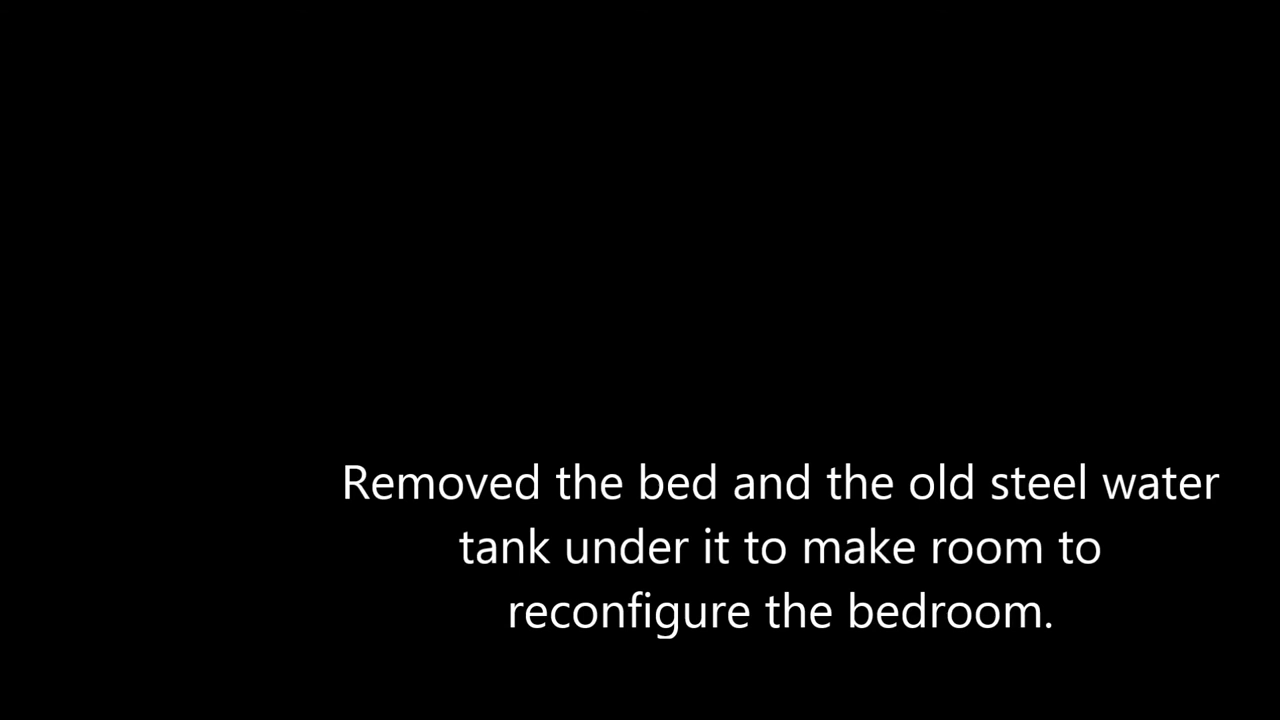 Removed the bed and the old steel water
tank under it to make room to
reconfigure the bedroom.